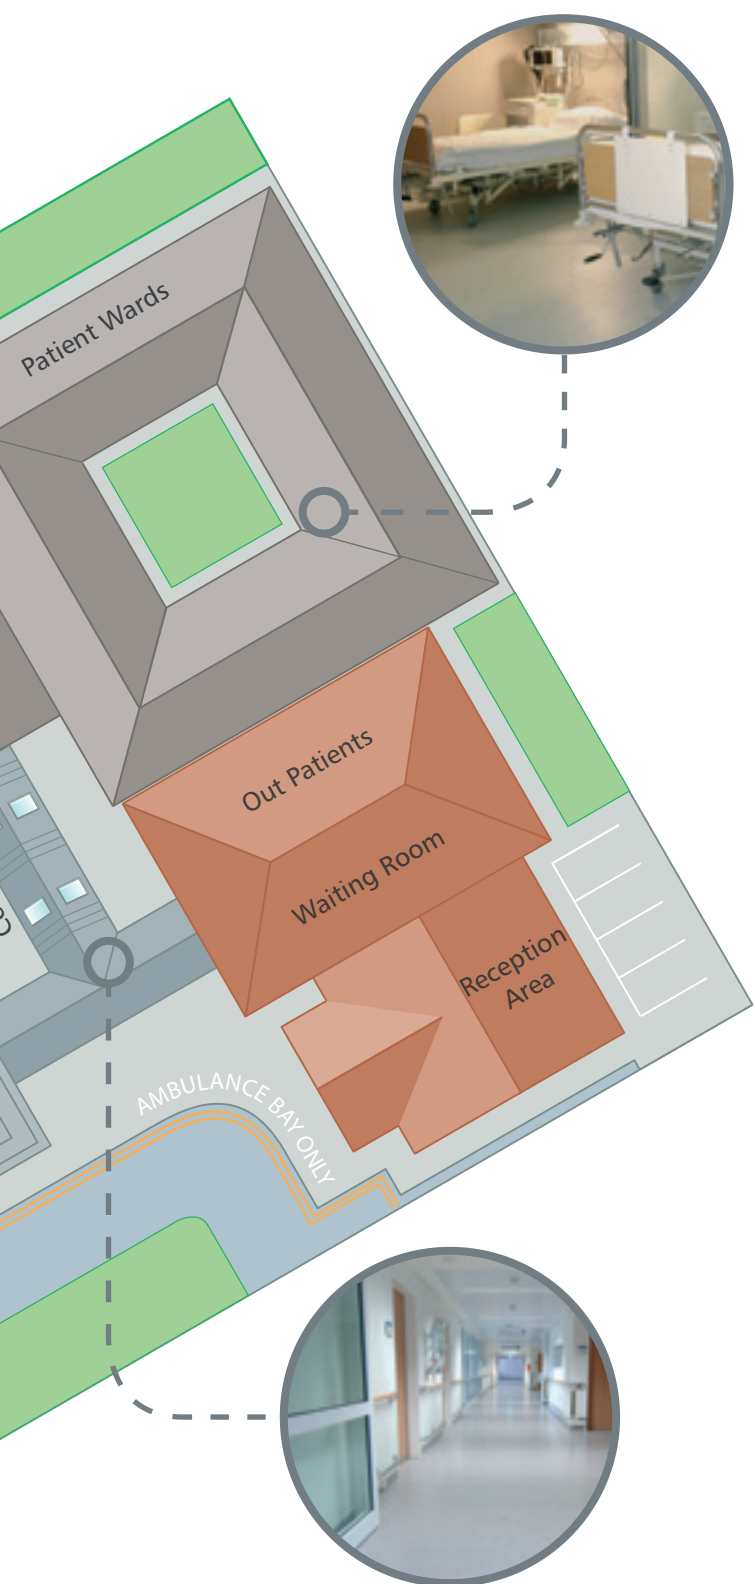 Patient Wards
Out Patients
Waiting Room
Reception
Area
AMBULANCE BAY ONLY